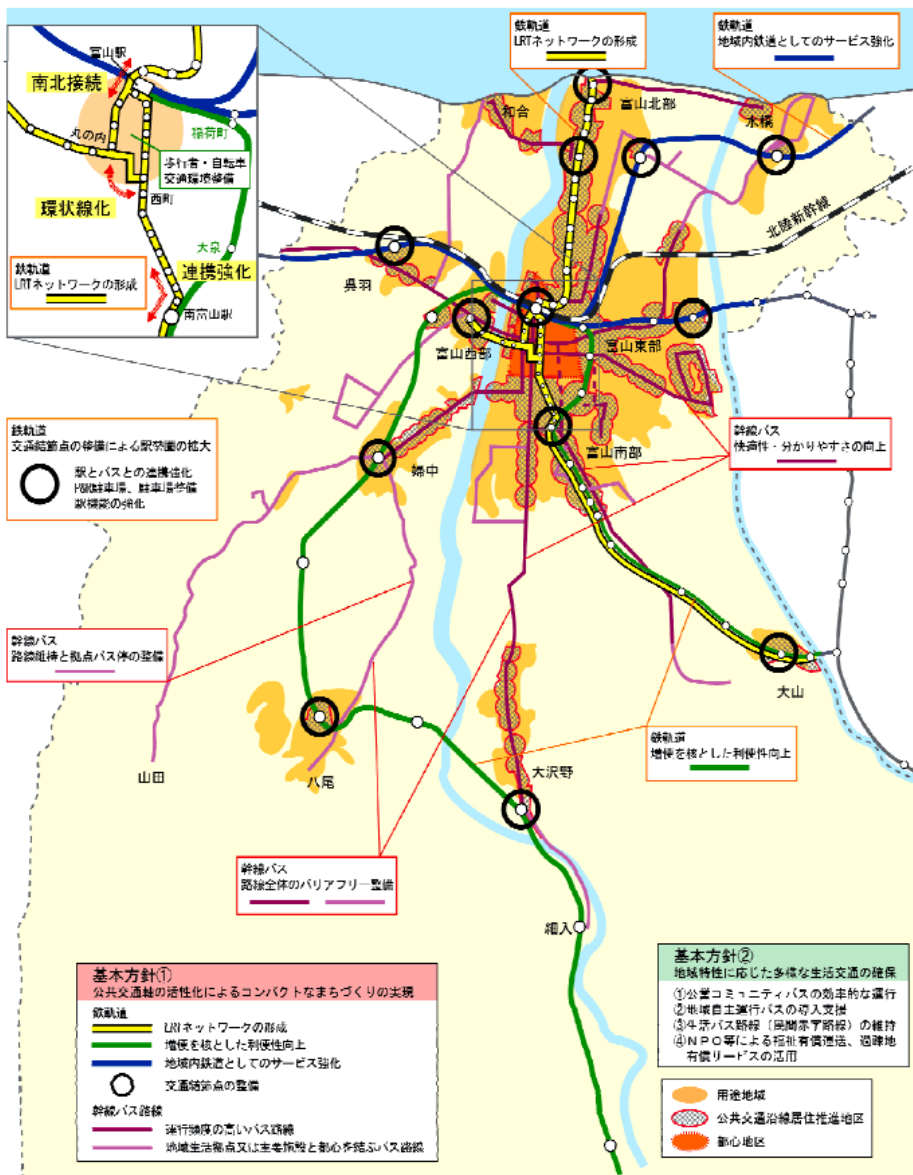 富山駅
南北接続
丸の内
稲荷町
歩行者・自転車
交通環境整備
環状線化
西町
大泉
連携強化
鉄軌道
LRTネットワークの形成
南富山駅
鉄軌道
LRTネットワークの形成
鉄軌道
地域内鉄道としてのサービス強化
和合
富山北部
水橋
北陸新幹線
呉羽
富山西部
富山東部
鉄軌道
交通結節点の整備による駅勢圏の拡大
駅とバスとの連携強化
P&R駐車場、駐車場整備
駅機能の強化
婦中
富山南部
幹線バス
快適性・分かりやすさの向上
幹線バス
路線維持と拠点バス停の整備
大山
鉄軌道
増便を核とした利便性向上
山田
八尾
大沢野
幹線バス
路線全体のバリアフリー整備
細入
基本方針①
公共交通軸の活性化によるコンパクトなまちづくりの実現
鉄軌道
LRTネットワークの形成
増便を核とした利便性向上
地域内鉄道としてのサービス強化
交通結節点の整備
幹線バス路線
運行頻度の高いバス路線
地域生活拠点又は主要施設と都心を結ぶバス路線
基本方針②
地域特性に応じた多様な生活交通の確保
①公営コミュニティバスの効率的な運行
②地域自主運行バスの導入支援
③生活バス路線（民間赤字路線）の維持
④ＮＰＯ等による福祉有償運送、過疎地
有償サービスの活用
用途地域
公共交通沿線居住推進地区
都心地区